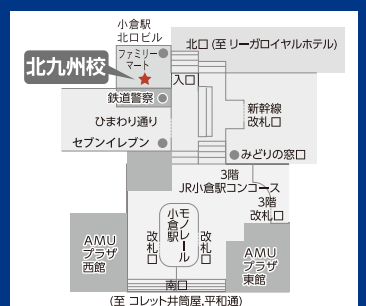 小倉駅
北口ビル
ファミリー
マート
北口(至 リーガロイヤルホテル)
北九州校
入口
鉄道警察
新幹線
改札口
ひまわり通り
セブンイレブン
みどりの窓口
3階
JR小倉駅コンコース
3階
改札口
モノレール
小倉駅
改札口
改札口
AMU
プラザ
西館
AMU
プラザ
東館
南口
(至 コレット井筒屋,平和通)